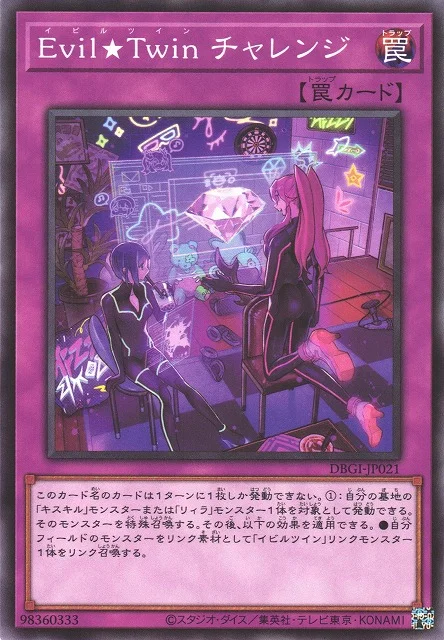 イビルツイン
Evil★Twin チャレンジ
トラップ
罠
トラップ
【罠カード】
DBGI-JP021
このカード名のカードは1ターンに1枚しか発動できない。①:自分の墓地の
「キスキル」モンスターまたは「リィラ」モンスター1体を対象として発動できる。
そのモンスターを特殊召喚する。その後、以下の効果を適用できる。●自分
フィールドのモンスターをリンク素材として「イビルツイン」リンクモンスター
1体をリンク召喚する。
98360333
©スタジオ・ダイス/集英社・テレビ東京・KONAMI